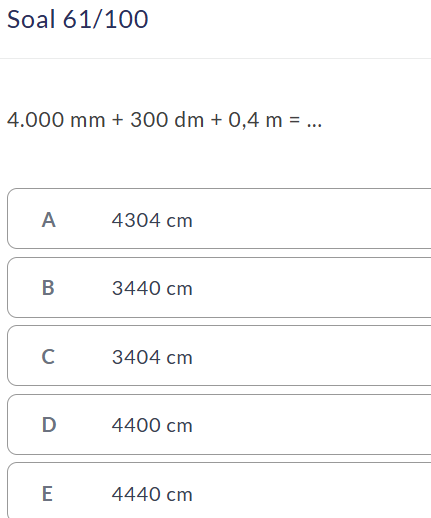 Soal 61/100
4.000 mm + 300 dm + 0,4 m = ...
A 4304 cm
B 3440 cm
C 3404 cm
D 4400 cm
E 4440 cm